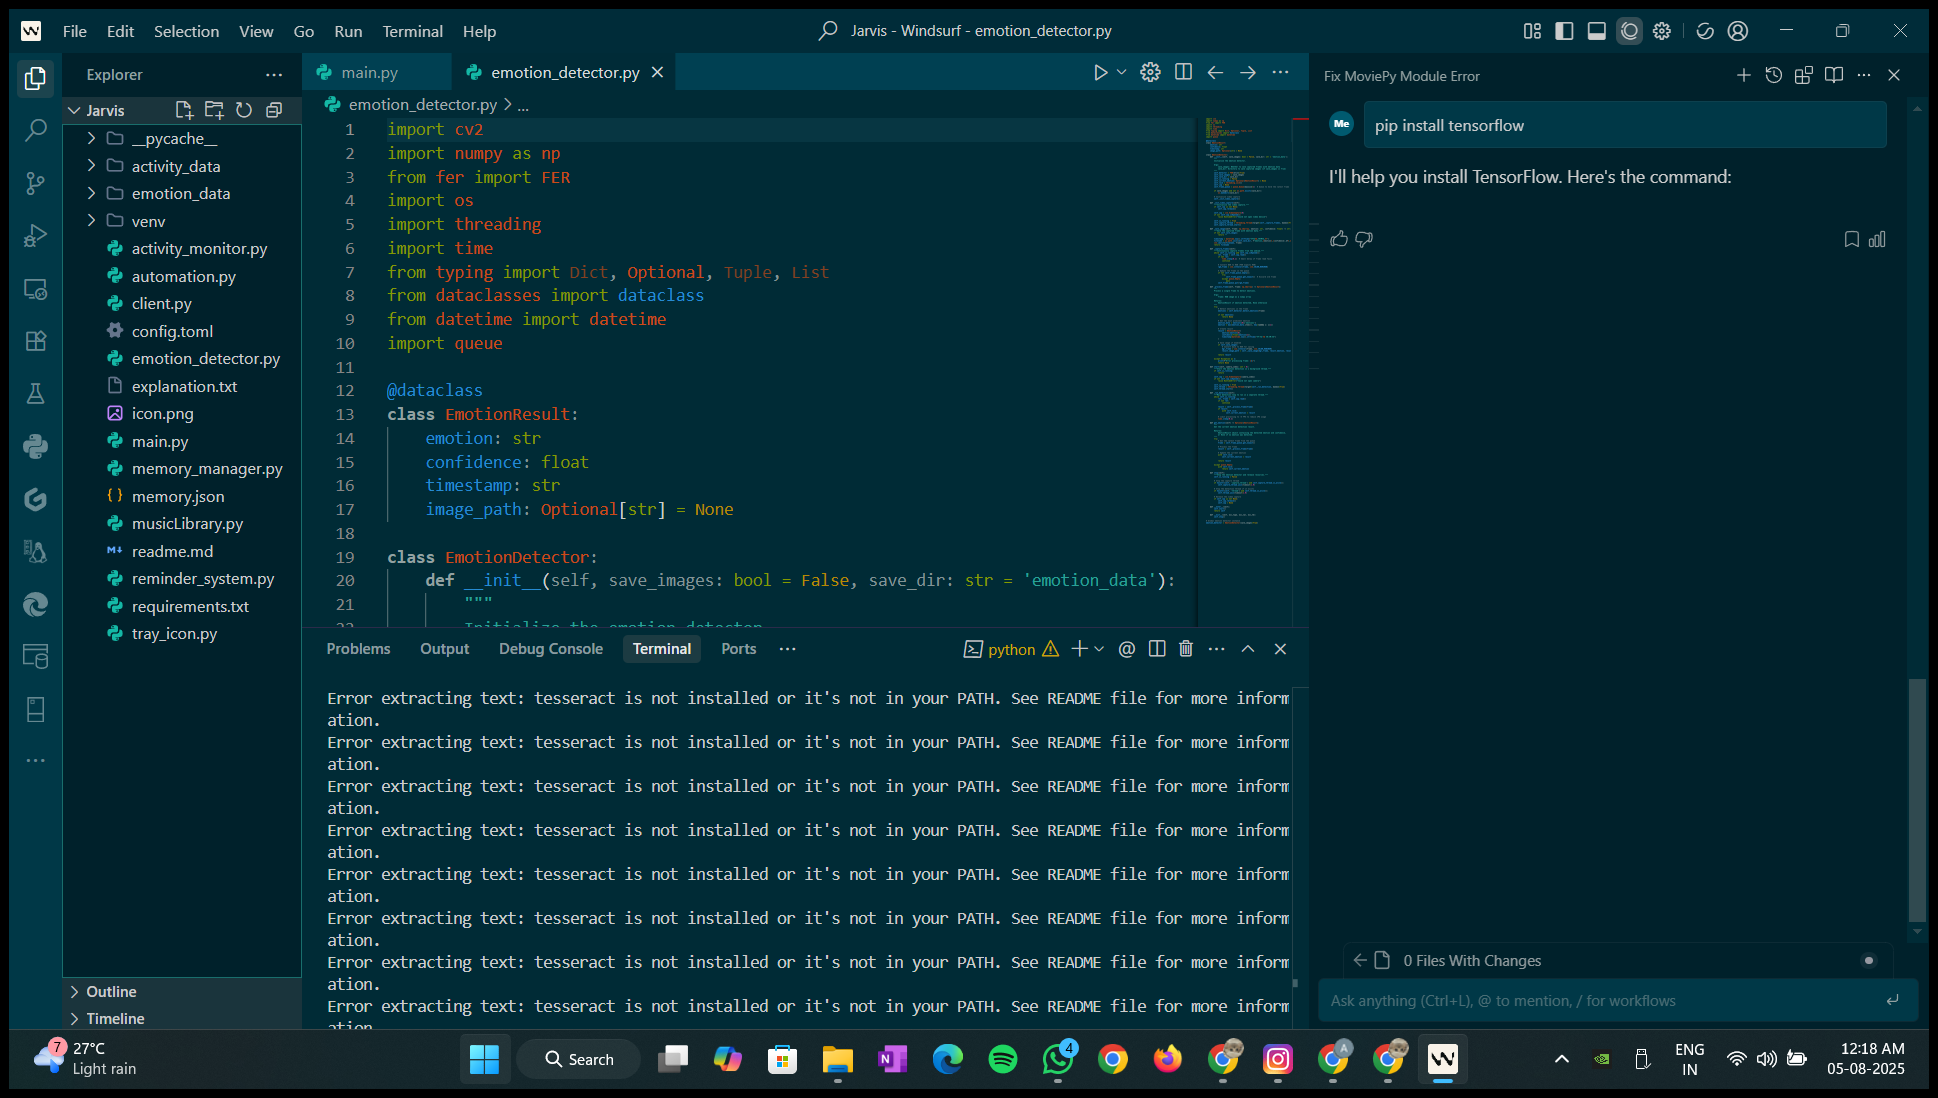 File Edit Selection View Go Run Terminal Help
Jarvis - Windsurf - emotion_detector.py
Explorer
Jarvis
__pycache__
activity_data
emotion_data
venv
activity_monitor.py
automation.py
client.py
config.toml
emotion_detector.py
explanation.txt
icon.png
main.py
memory_manager.py
memory.json
musicLibrary.py
readme.md
reminder_system.py
requirements.txt
tray_icon.py
Outline
Timeline
main.py emotion_detector.py
emotion_detector.py > ...
1 import cv2
2 import numpy as np
3 from fer import FER
4 import os
5 import threading
6 import time
7 from typing import Dict, Optional, Tuple, List
8 from dataclasses import dataclass
9 from datetime import datetime
10 import queue
11
12 @dataclass
13 class EmotionResult:
14 emotion: str
15 confidence: float
16 timestamp: str
17 image_path: Optional[str] = None
18
19 class EmotionDetector:
20 def __init__(self, save_images: bool = False, save_dir: str = 'emotion_data'):
21 """
22 Initialize the emotion detector
Problems Output Debug Console Terminal Ports
python
Error extracting text: tesseract is not installed or it's not in your PATH. See README file for more inform
ation.
Error extracting text: tesseract is not installed or it's not in your PATH. See README file for more inform
ation.
Error extracting text: tesseract is not installed or it's not in your PATH. See README file for more inform
ation.
Error extracting text: tesseract is not installed or it's not in your PATH. See README file for more inform
ation.
Error extracting text: tesseract is not installed or it's not in your PATH. See README file for more inform
ation.
Error extracting text: tesseract is not installed or it's not in your PATH. See README file for more inform
ation.
Error extracting text: tesseract is not installed or it's not in your PATH. See README file for more inform
ation.
Error extracting text: tesseract is not installed or it's not in your PATH. See README file for more inform
ation.
Fix MoviePy Module Error
Me
pip install tensorflow
I'll help you install TensorFlow. Here's the command:
0 Files With Changes
Ask anything (Ctrl+L), @ to mention, / for workflows
7
27°C
Light rain
Search
4
A
ENG
IN
12:18 AM
05-08-2025